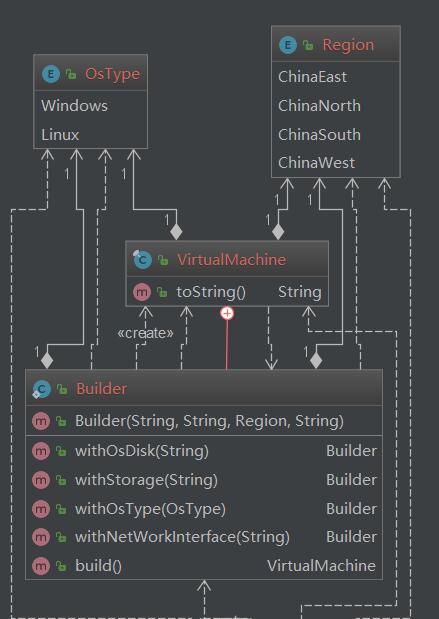 Region
OsType
ChinaEast
Windows
ChinaNorth
Linux
ChinaSouth
ChinaWest
1
1
1
1
1
1
VirtualMachine
toString() String
«create»
1
1
Builder
Builder(String, String, Region, String)
withOsDisk(String) Builder
withStorage(String) Builder
withOsType(OsType) Builder
withNetWorkInterface(String) Builder
build() VirtualMachine